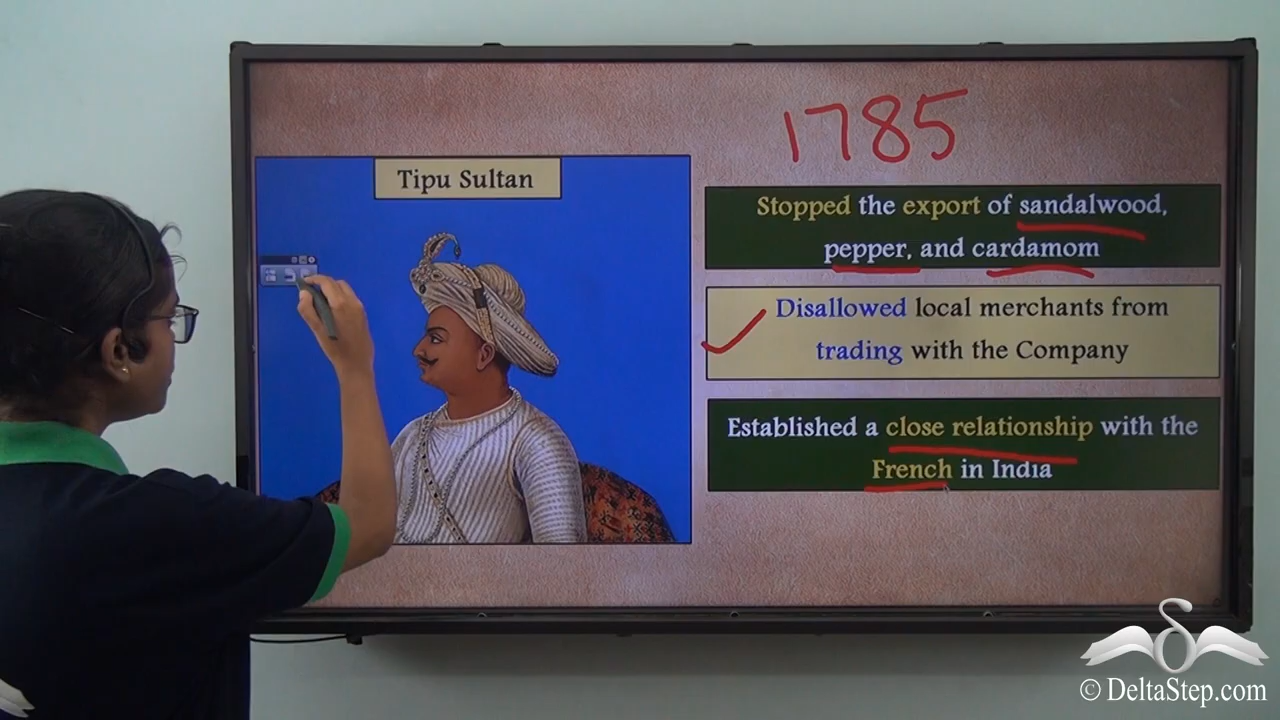 1785
Tipu Sultan
Stopped the export of sandalwood,
pepper, and cardamom
Disallowed local merchants from
trading with the Company
Established a close relationship with the
French in India
© DeltaStep.com